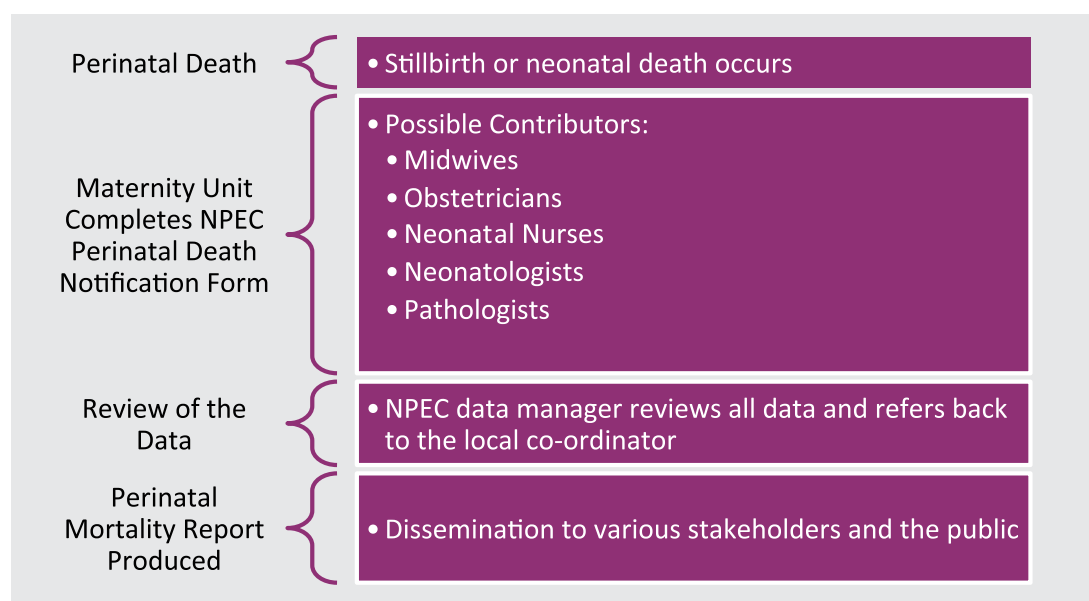 Perinatal Death
• Stillbirth or neonatal death occurs
Maternity Unit
Completes NPEC
Perinatal Death
Notification Form
• Possible Contributors:
• Midwives
• Obstetricians
• Neonatal Nurses
• Neonatologists
• Pathologists
Review of the
Data
• NPEC data manager reviews all data and refers back
to the local co-ordinator
Perinatal
Mortality Report
Produced
• Dissemination to various stakeholders and the public